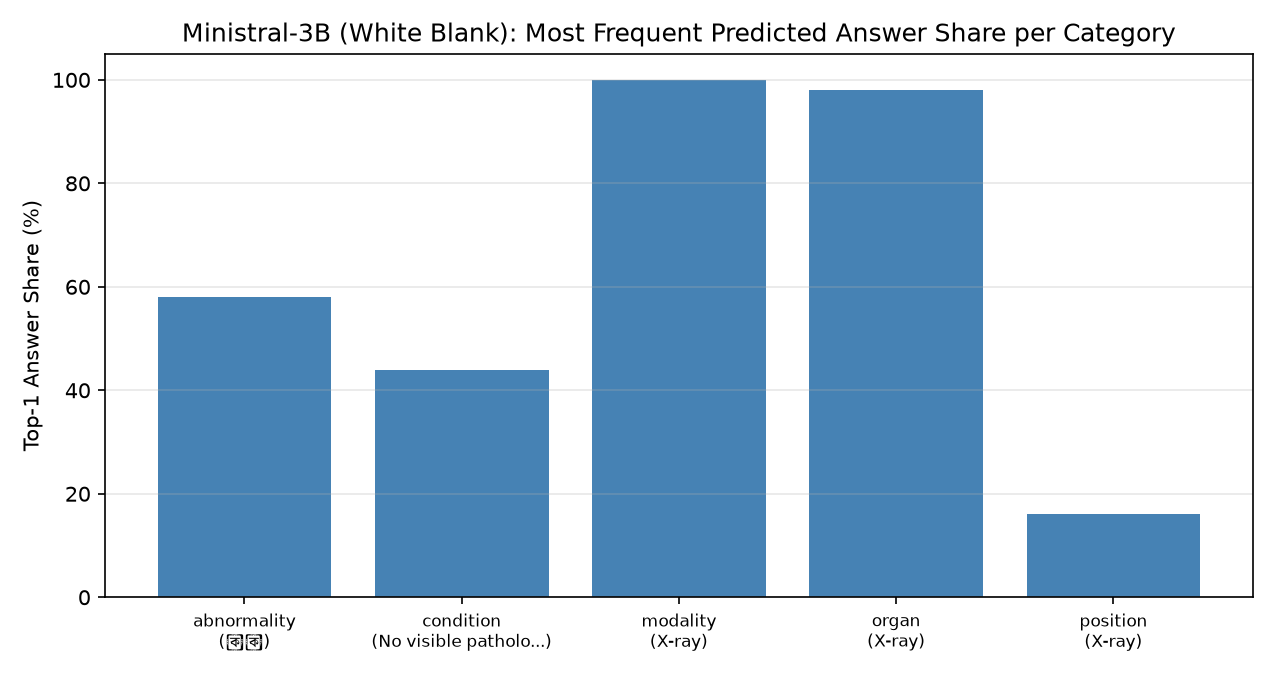 Ministral-3B (White Blank): Most Frequent Predicted Answer Share per Category
Top-1 Answer Share (%)
100
80
60
40
20
0
abnormality
condition
(No visible patholo...)
modality
(X-ray)
organ
(X-ray)
position
(X-ray)